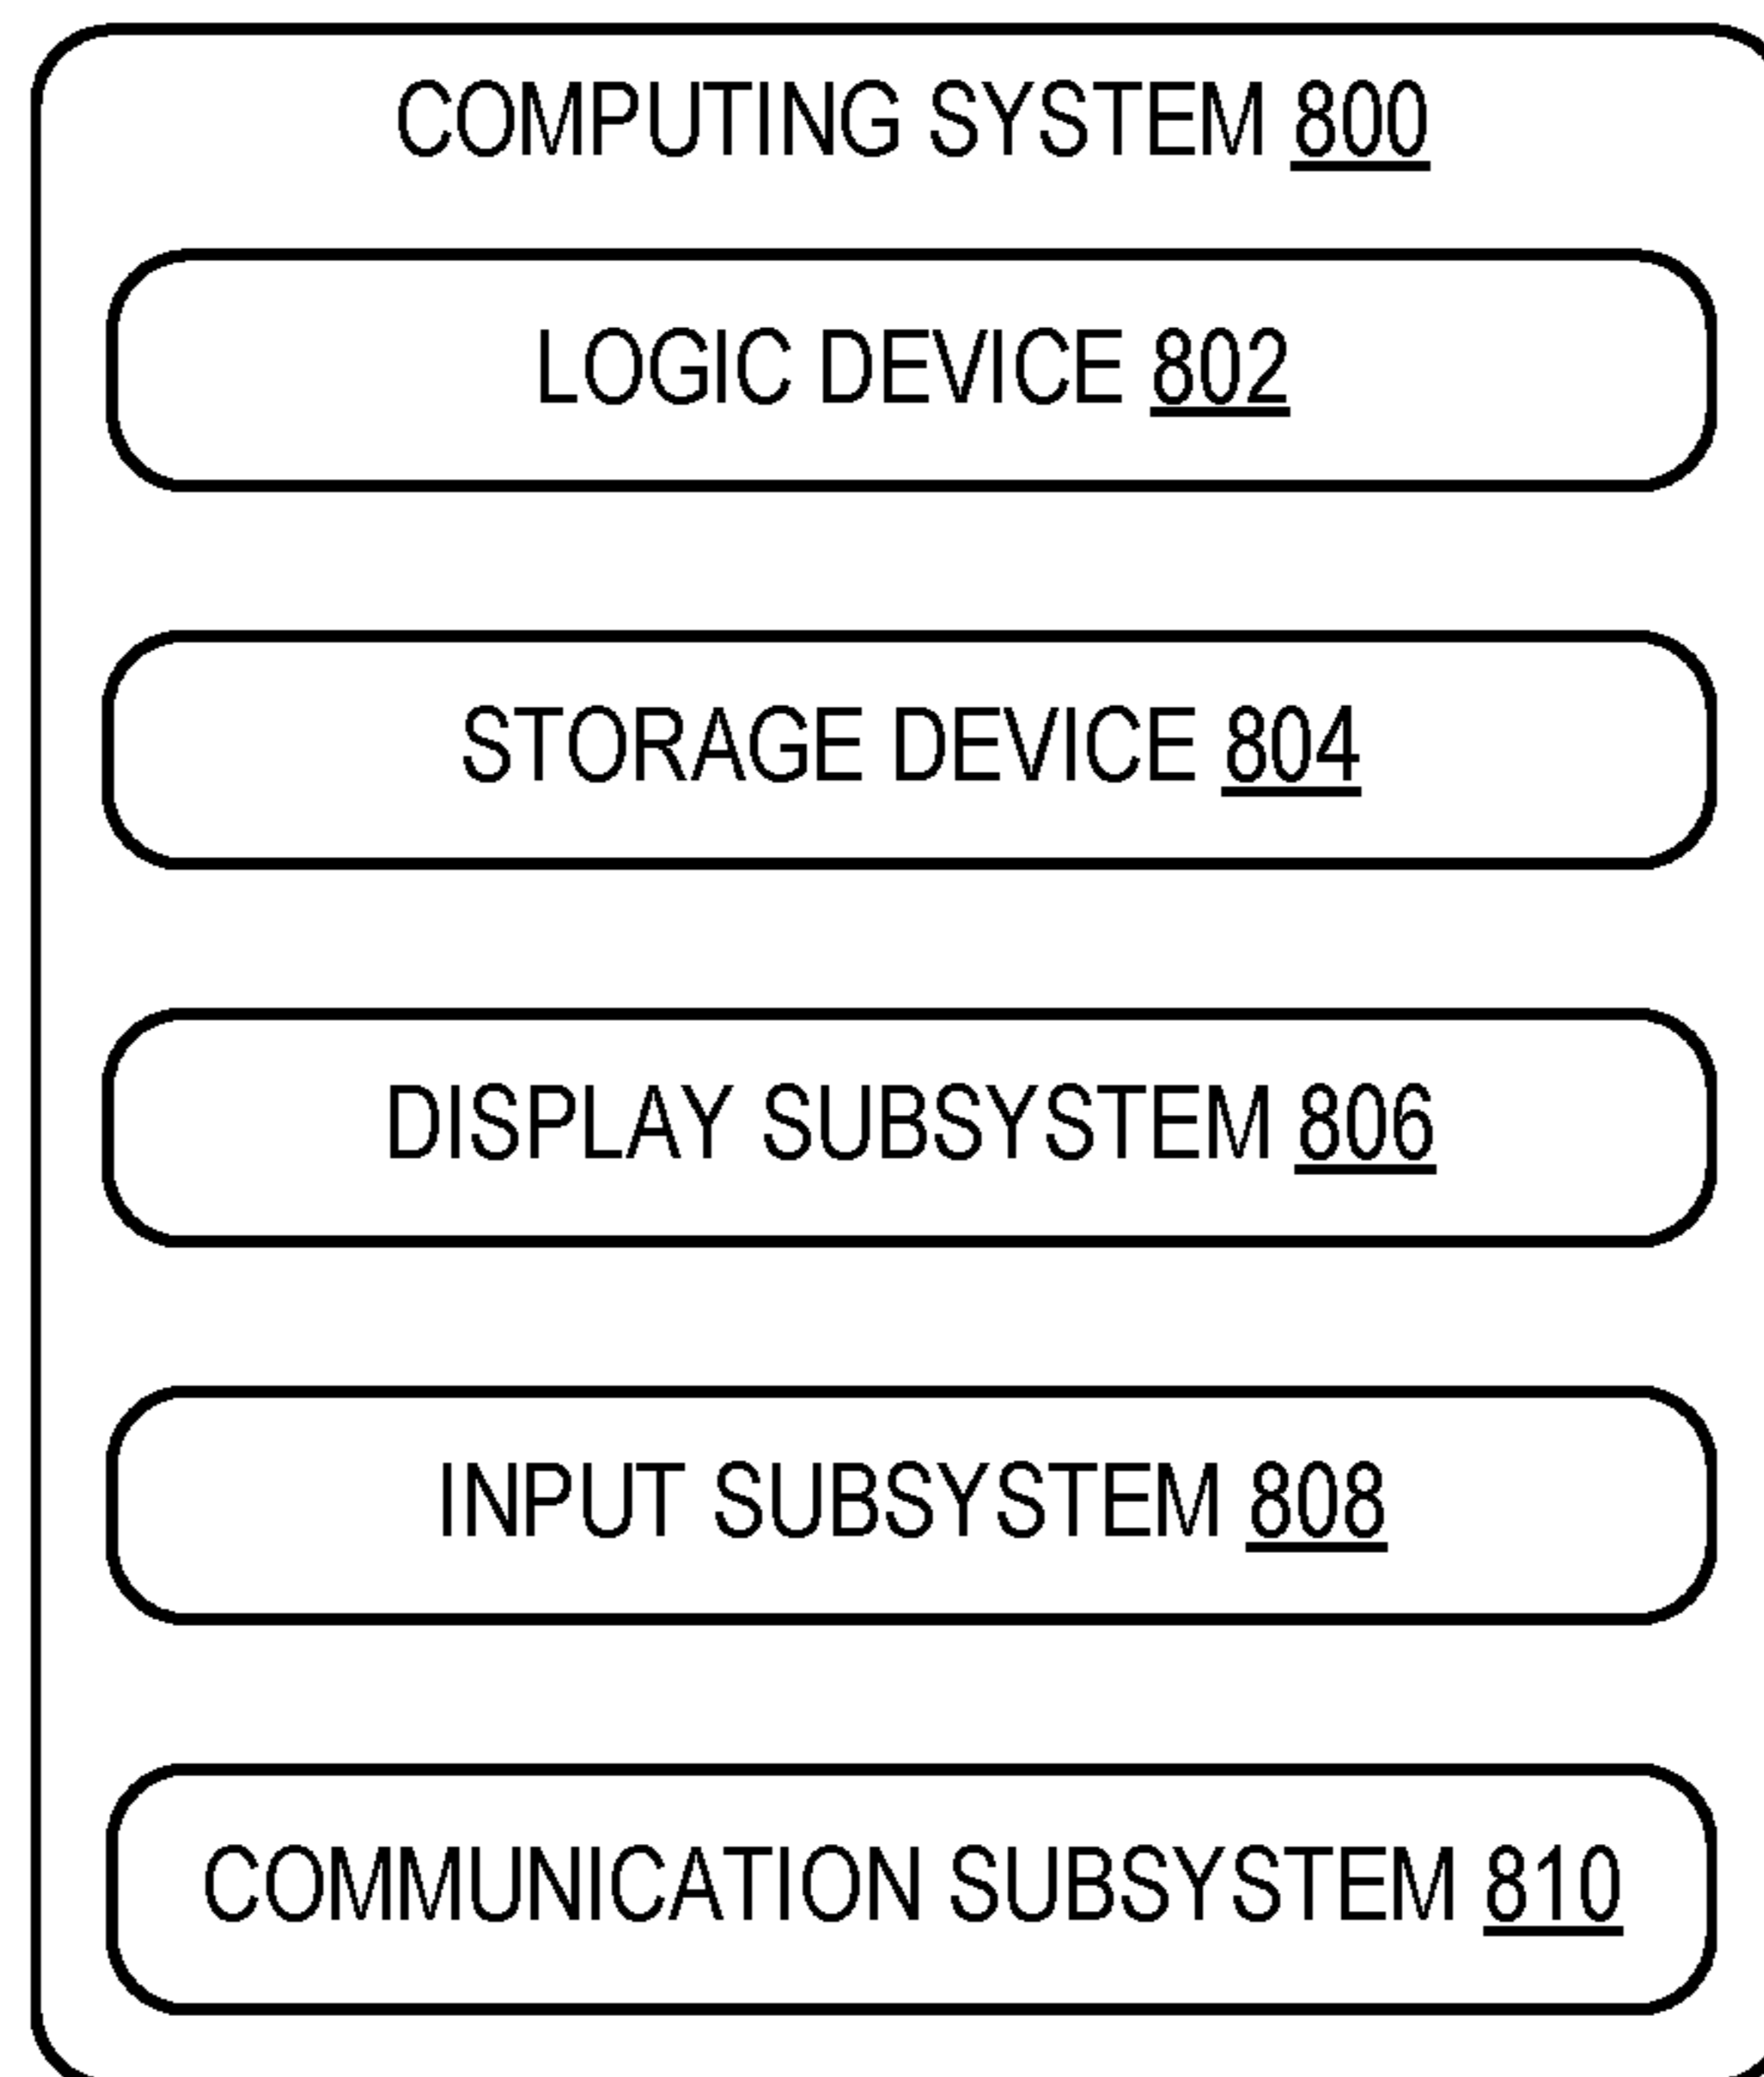 COMPUTING SYSTEM 800
LOGIC DEVICE 802
STORAGE DEVICE 804
DISPLAY SUBSYSTEM 806
INPUT SUBSYSTEM 808
COMMUNICATION SUBSYSTEM 810